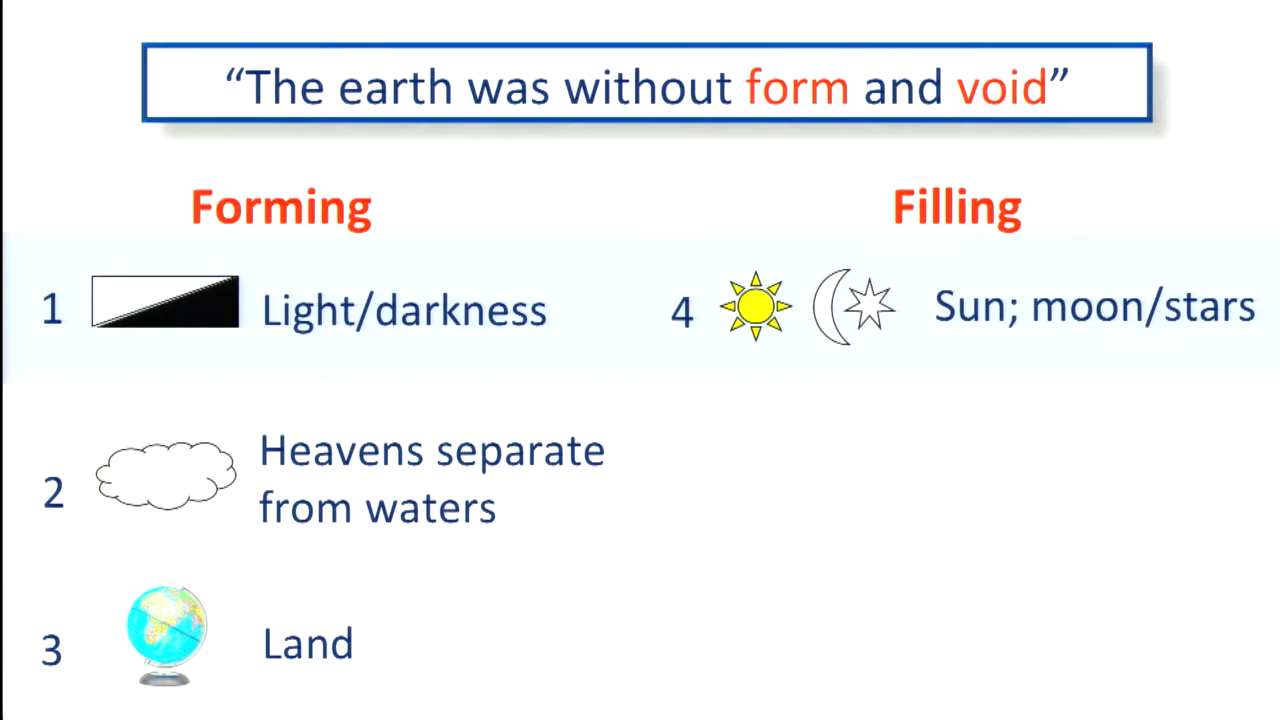 “The earth was without form and void”
Forming
Filling
1 Light/darkness
4 Sun; moon/stars
2 Heavens separate
from waters
3 Land